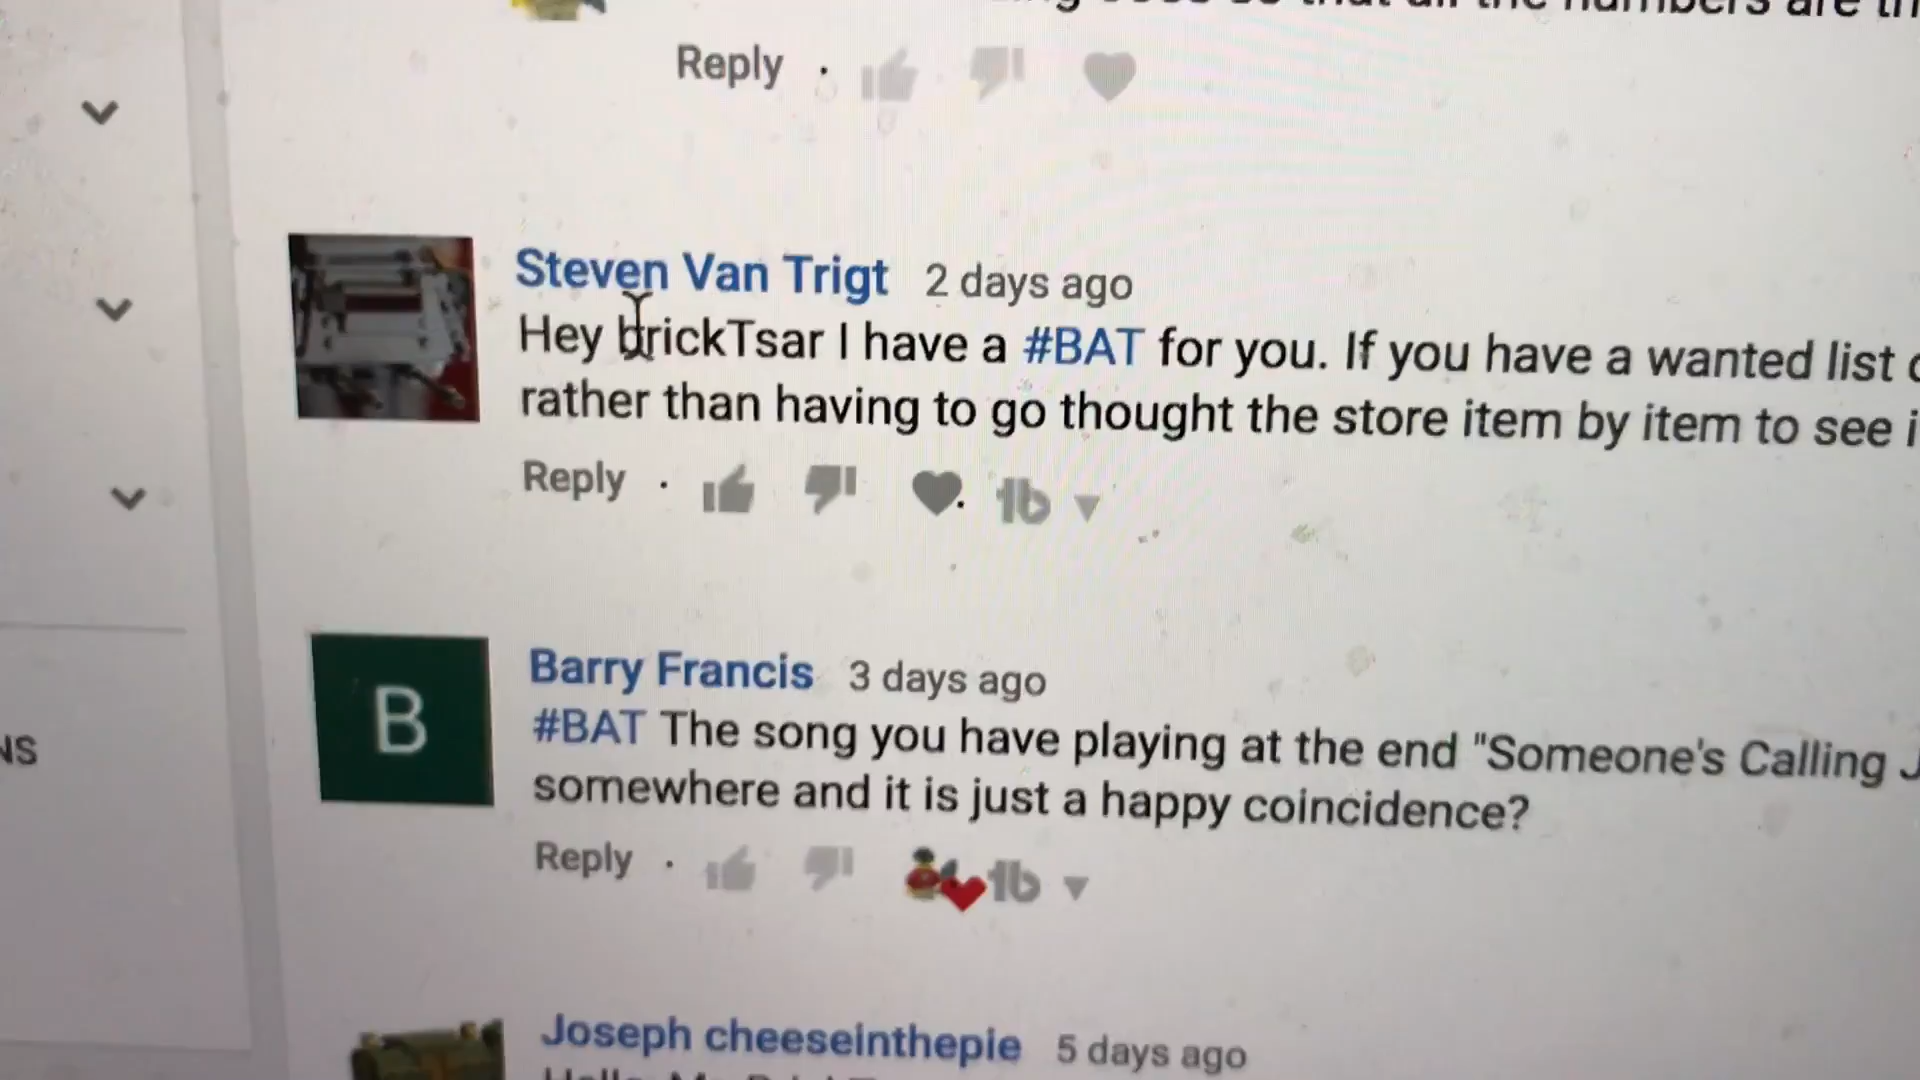 numbers are
Reply
Steven Van Trigt 2 days ago
Hey brickTsar I have a #BAT for you. If you have a wanted list
rather than having to go thought the store item by item to see
Reply
NS
B
Barry Francis 3 days ago
#BAT The song you have playing at the end "Someone's Calling
somewhere and it is just a happy coincidence?
Reply
Joseph cheeseinthepie 5 days ago